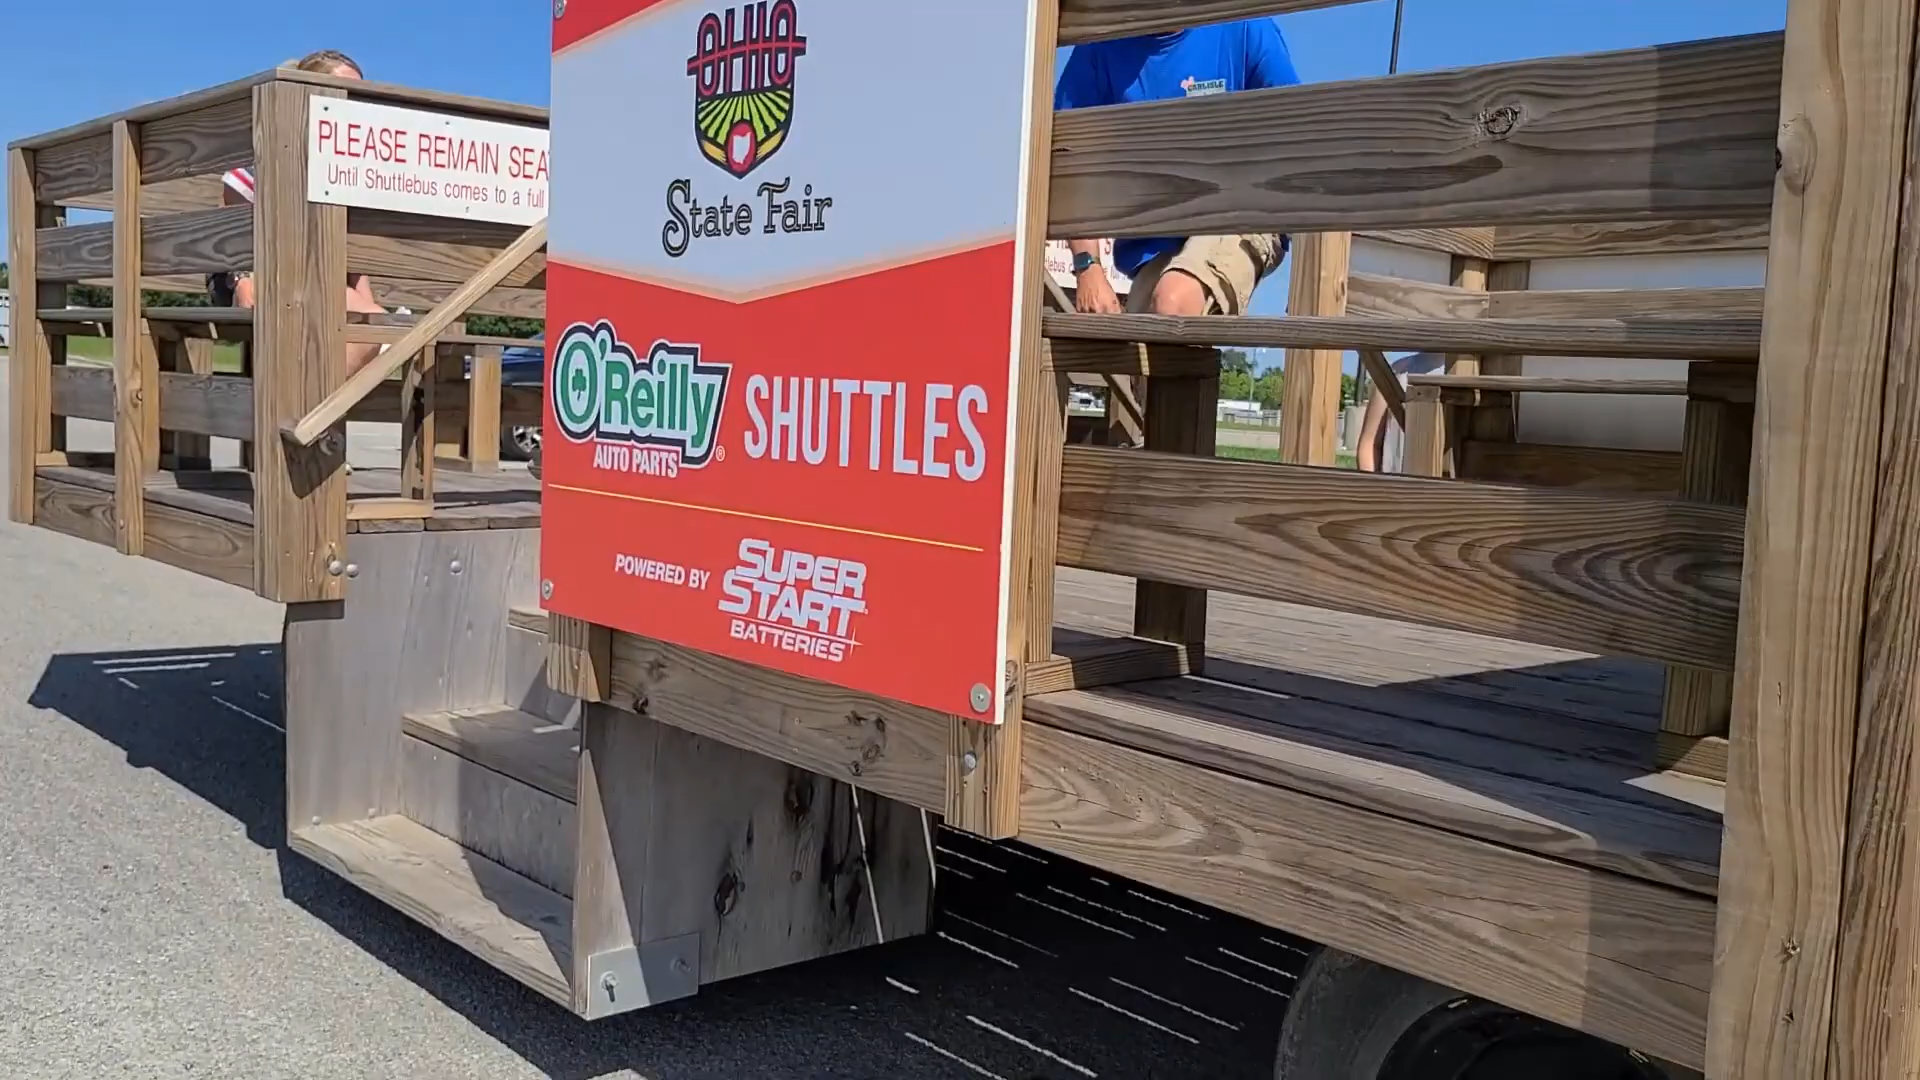 OHIO
State Fair
PLEASE REMAIN SEA
Until Shuttlebus comes to a full
CARLISLE
O'Reilly
AUTO PARTS
®
SHUTTLES
POWERED BY
SUPER
START
BATTERIES